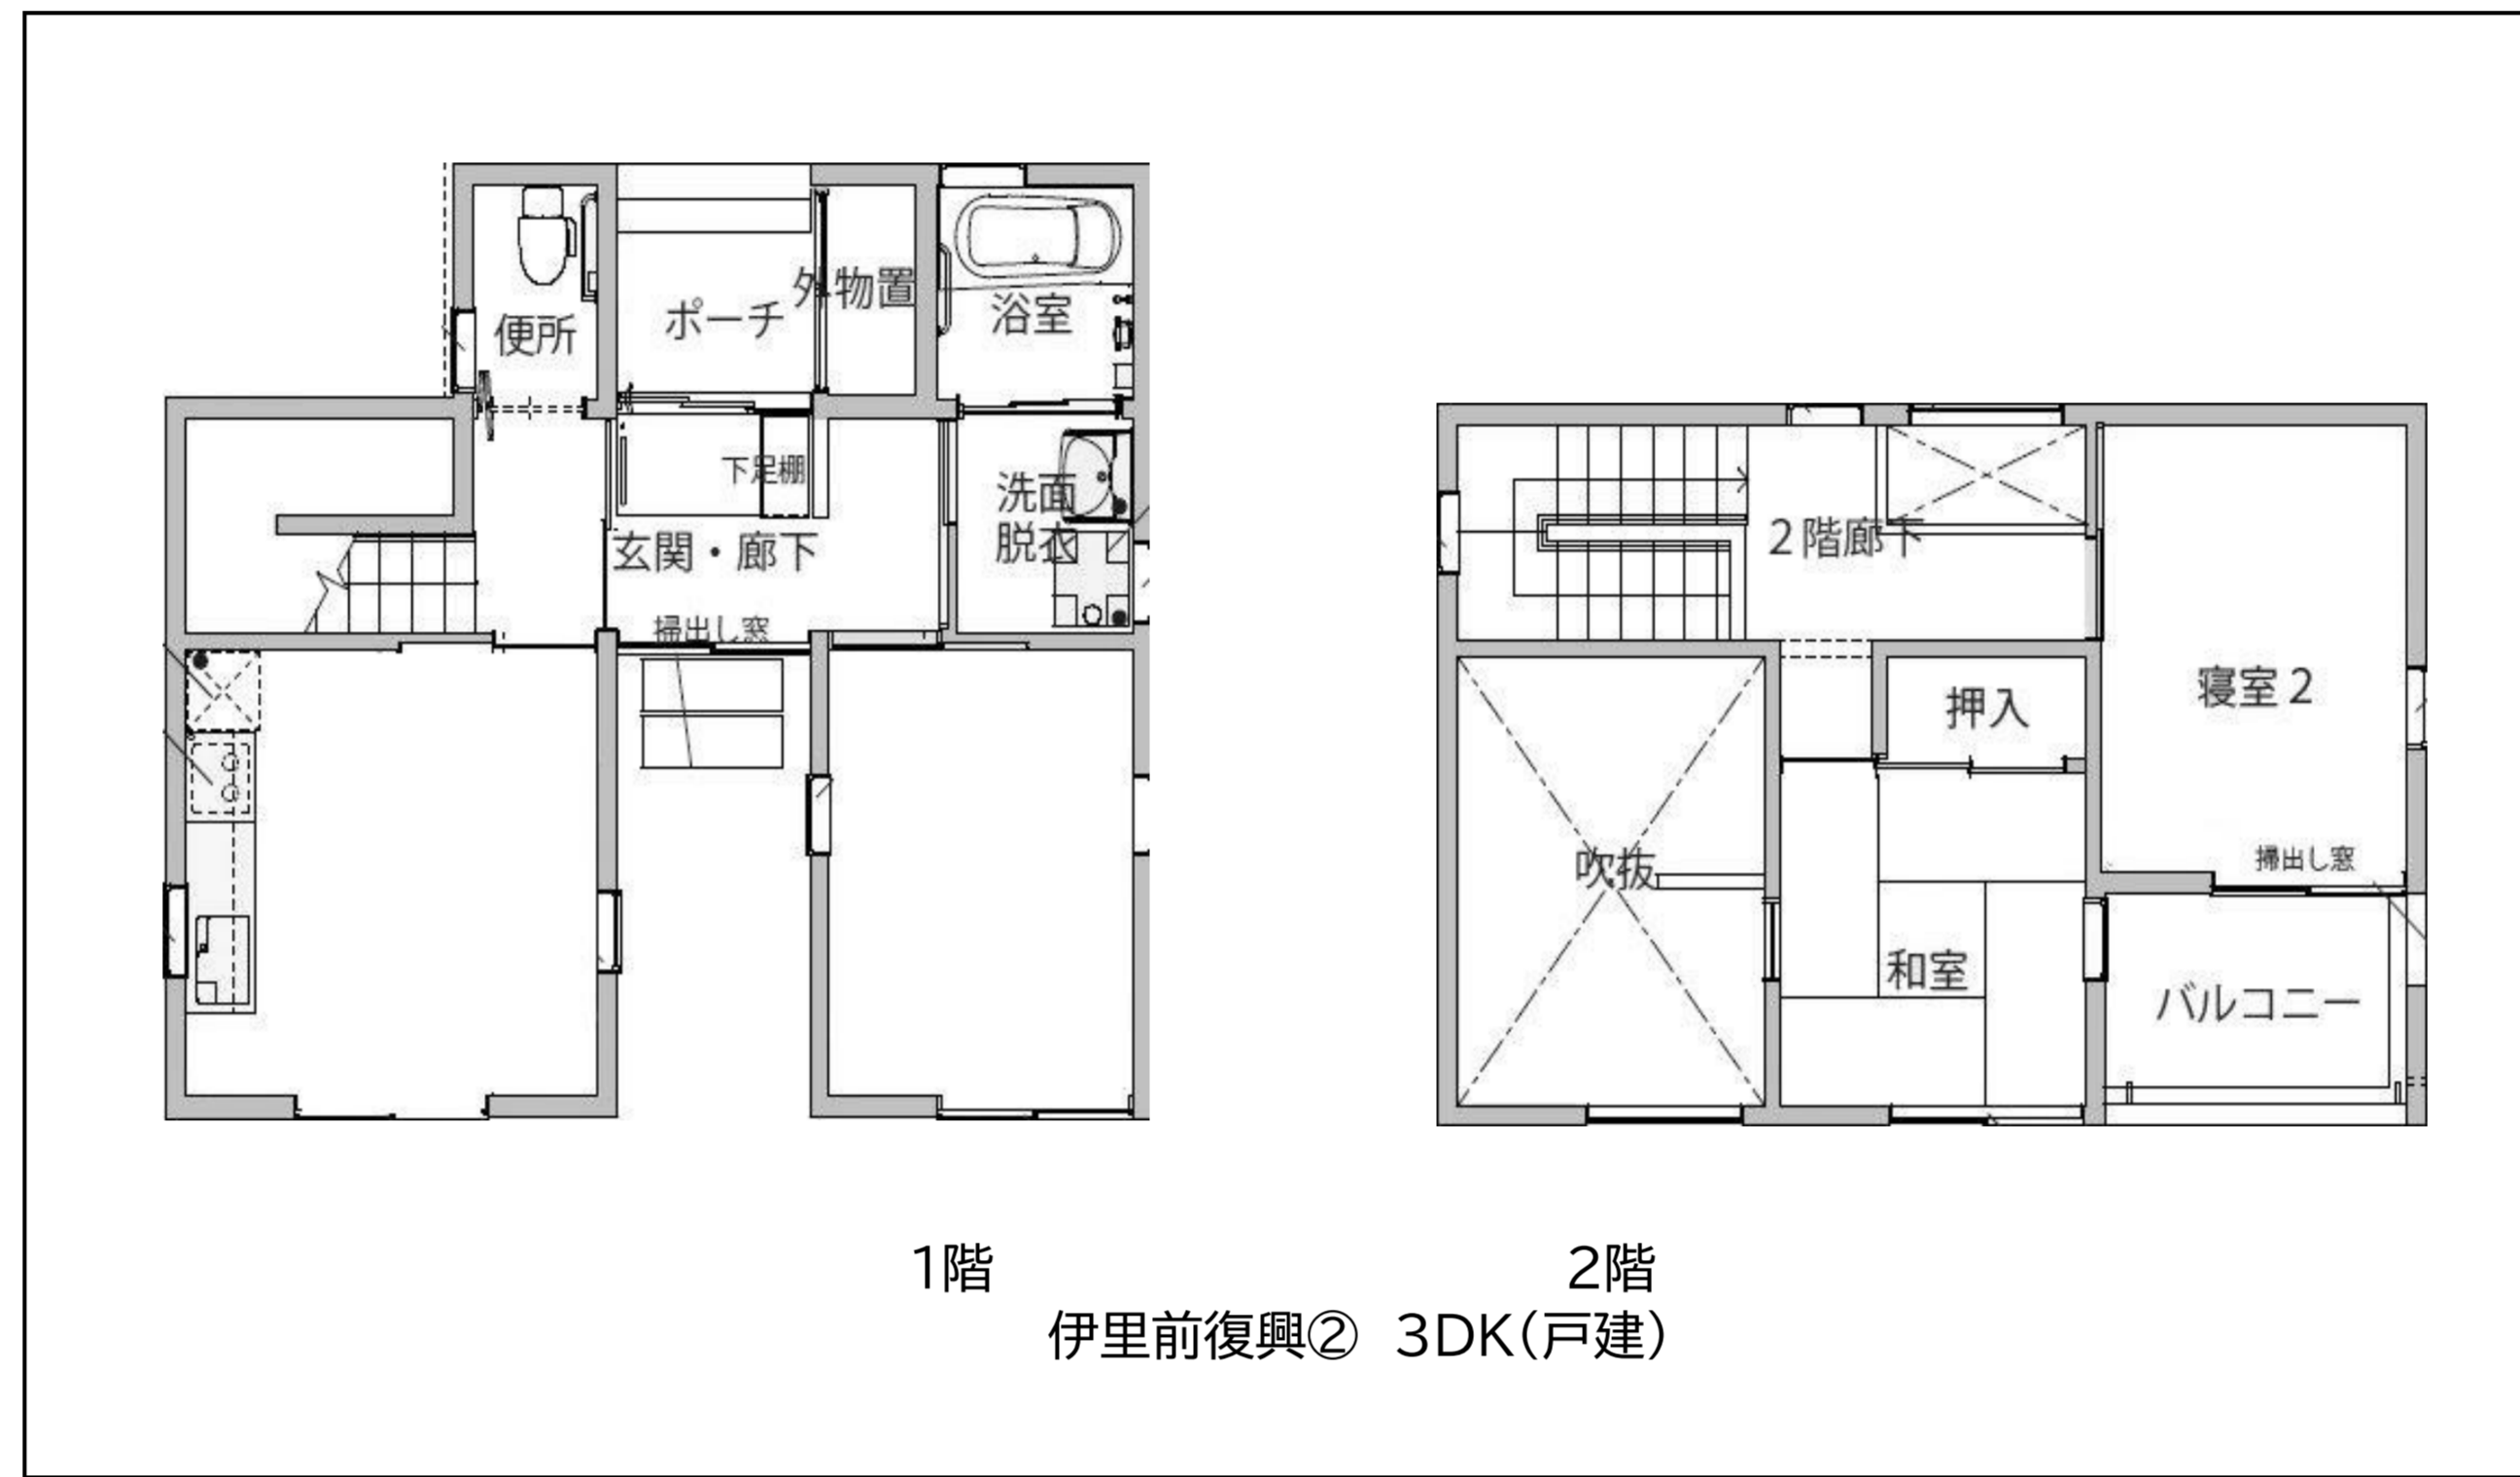 便所
ポーチ
外物置
浴室
下足棚
洗面
脱衣
玄関・廊下
掃出し窓
2階廊下
押入
寝室2
吹抜
掃出し窓
和室
バルコニー
1階
2階
伊里前復興② 3DK(戸建)